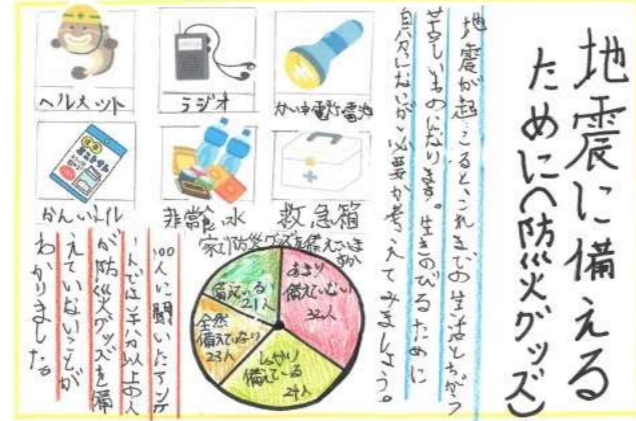 地震に備える
ために(防災グッズ)
地震が起こると、これまでの生活とちがっ
苦しいものになります。生きのびるために
自分になにが必要か考えてみましょう。
ヘルメット
ラジオ
かい中電灯電池
かんいトイレ
非常食、水
救急箱
家で防災グッズを備えていますか
あまり
備えていない
32人
しっかり
備えている
24人
全然
備えてない
23人
備えている
21人
100人に聞いたアンケ
ートでは半分以上の人
が防災グッズを備
えていないことが
わかりました。